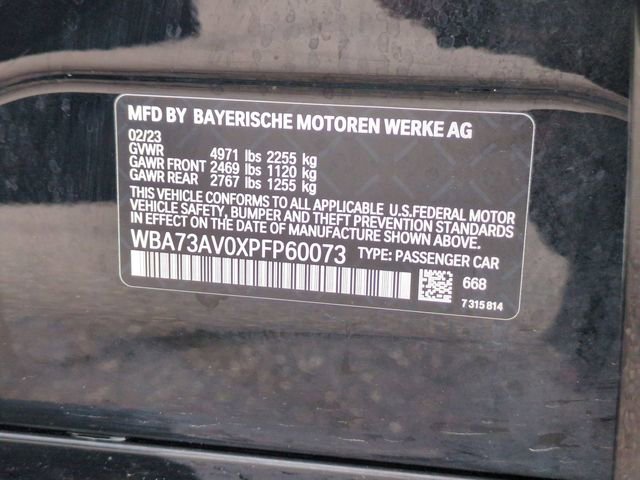 MFD BY BAYERISCHE MOTOREN WERKE AG
02/23
GVWR 4971 lbs 2255 kg
GAWR FRONT 2469 lbs 1120 kg
GAWR REAR 2767 lbs 1255 kg
THIS VEHICLE CONFORMS TO ALL APPLICABLE U.S.FEDERAL MOTOR
VEHICLE SAFETY, BUMPER AND THEFT PREVENTION STANDARDS
IN EFFECT ON THE DATE OF MANUFACTURE SHOWN ABOVE.
WBA73AV0XPFP60073 TYPE: PASSENGER CAR
668
7 315 814